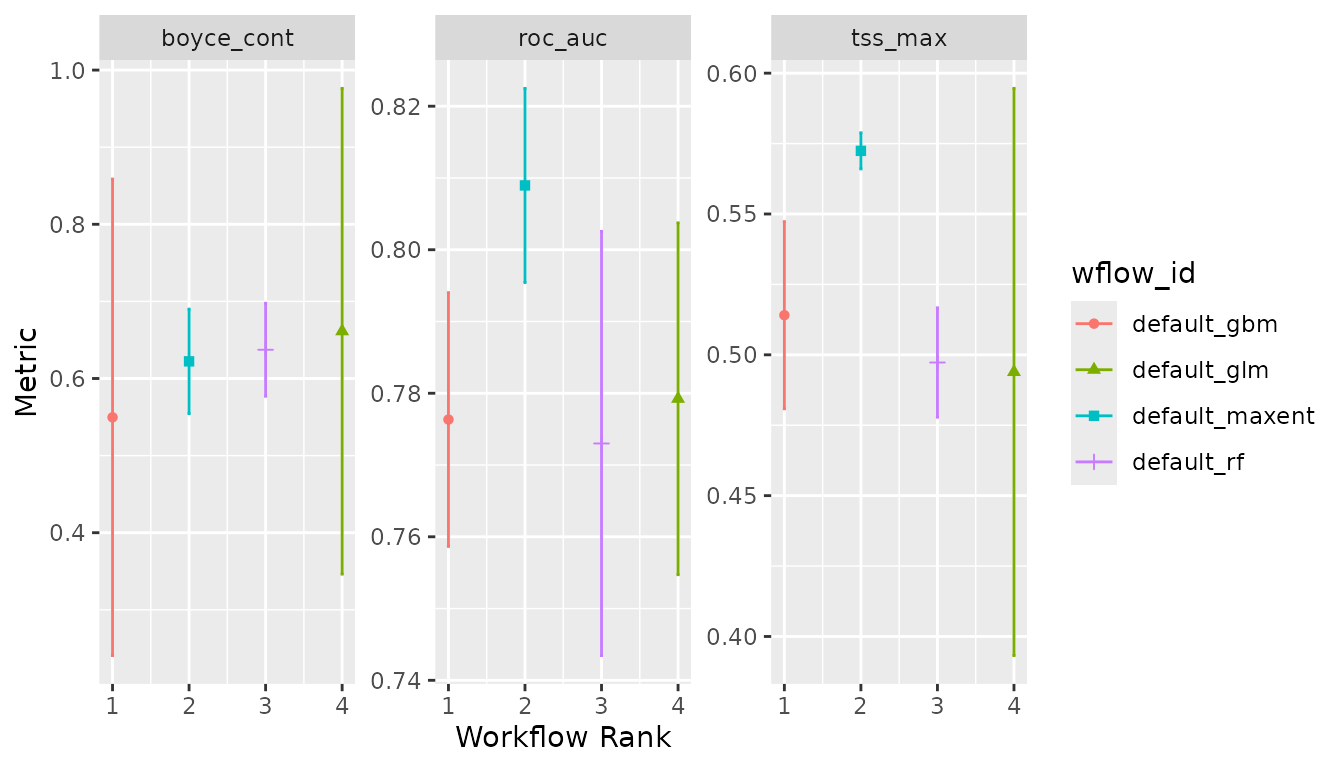 boyce_cont
roc_auc
tss_max
Metric
1.0
0.8
0.6
0.4
0.82
0.80
0.78
0.76
0.74
0.60
0.55
0.50
0.45
0.40
1 2 3 4
1 2 3 4
1 2 3 4
Workflow Rank
wflow_id
default_gbm
default_glm
default_maxent
default_rf